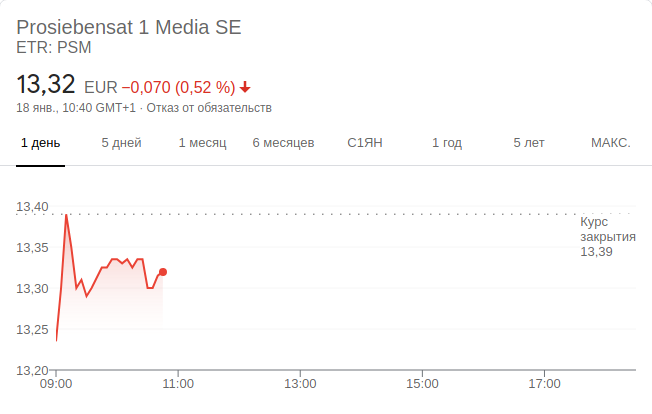 Prosiebensat 1 Media SE
ETR: PSM
13,32 EUR −0,070 (0,52 %)
18 янв., 10:40 GMT+1 · Отказ от обязательств
1 день 5 дней 1 месяц 6 месяцев С1ЯН 1 год 5 лет МАКС.
13,40
Курс
закрытия
13,39
13,35
13,30
13,25
13,20
09:00 11:00 13:00 15:00 17:00